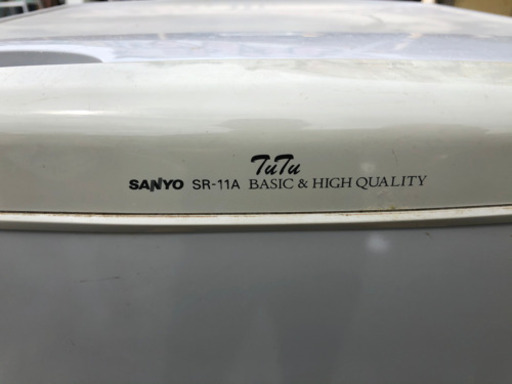 TuTu
SANYO SR-11A BASIC & HIGH QUALITY